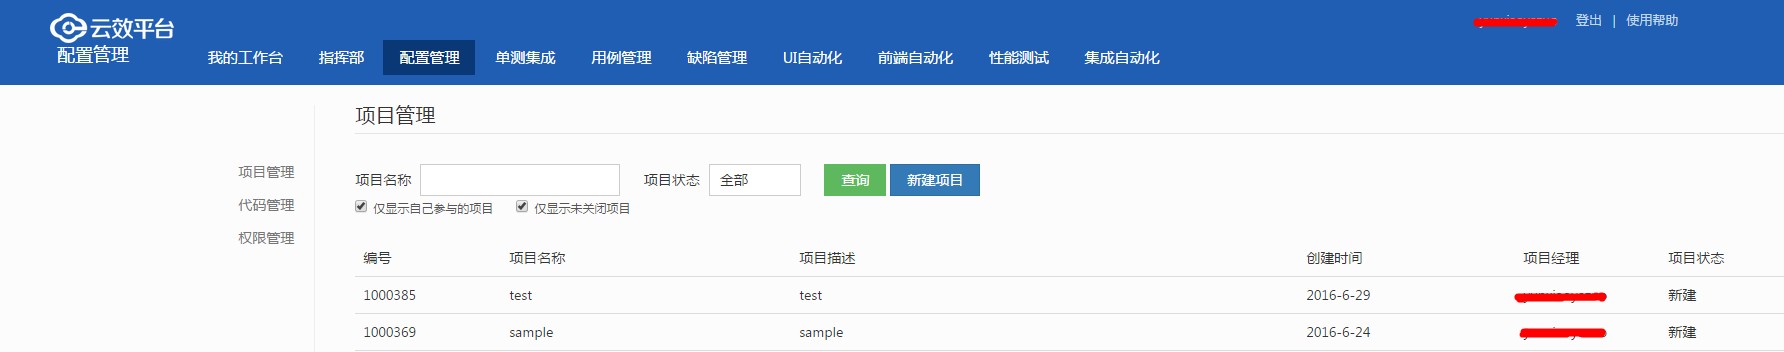 云效平台
配置管理
登出 | 使用帮助
我的工作台 指挥部 配置管理 单测集成 用例管理 缺陷管理 UI自动化 前端自动化 性能测试 集成自动化
项目管理
代码管理
权限管理
项目管理
项目名称 项目状态 全部 查询 新建项目
仅显示自己参与的项目 仅显示未关闭项目
编号 项目名称 项目描述 创建时间 项目经理 项目状态
1000385 test test 2016-6-29 新建
1000369 sample sample 2016-6-24 新建